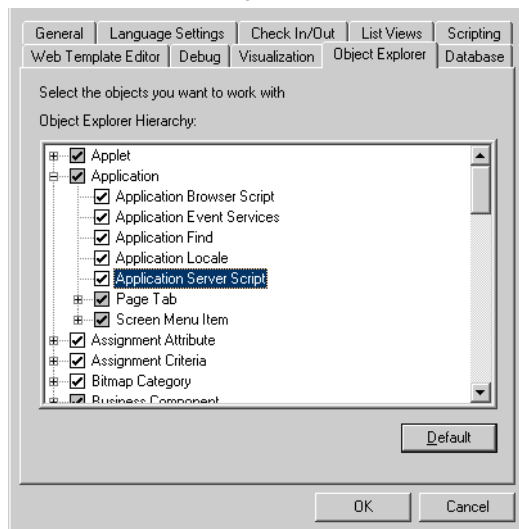 General Language Settings Check In/Out List Views Scripting
Web Template Editor Debug Visualization Object Explorer Database
Select the objects you want to work with
Object Explorer Hierarchy:
Applet
Application
Application Browser Script
Application Event Services
Application Find
Application Locale
Application Server Script
Page Tab
Screen Menu Item
Assignment Attribute
Assignment Criteria
Bitmap Category
Business Component
Default
OK Cancel